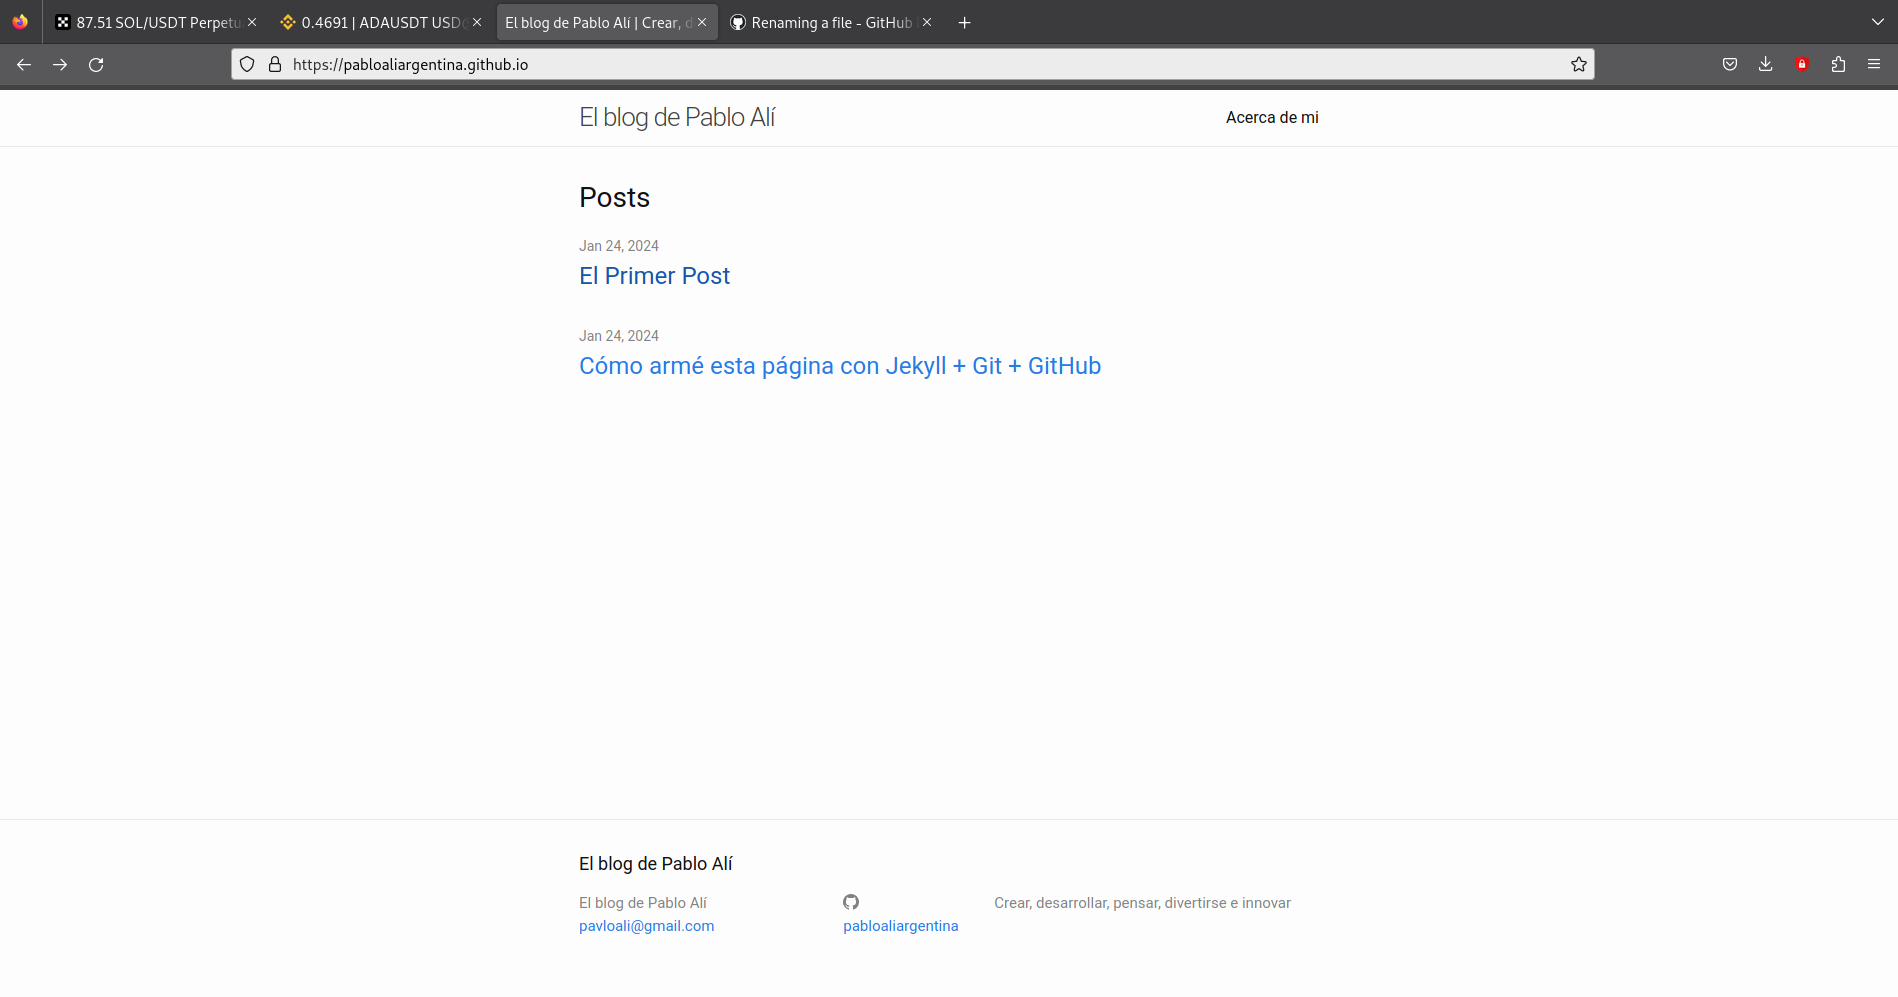 87.51 SOL/USDT Perpetu
0.4691 | ADAUSDT USD
El blog de Pablo Alí | Crear, d
Renaming a file - GitHub
https://pabloaliargentina.github.io
El blog de Pablo Alí
Acerca de mi
Posts
Jan 24, 2024
El Primer Post
Jan 24, 2024
Cómo armé esta página con Jekyll + Git + GitHub
El blog de Pablo Alí
El blog de Pablo Alí
pavloali@gmail.com
pabloaliargentina
Crear, desarrollar, pensar, divertirse e innovar